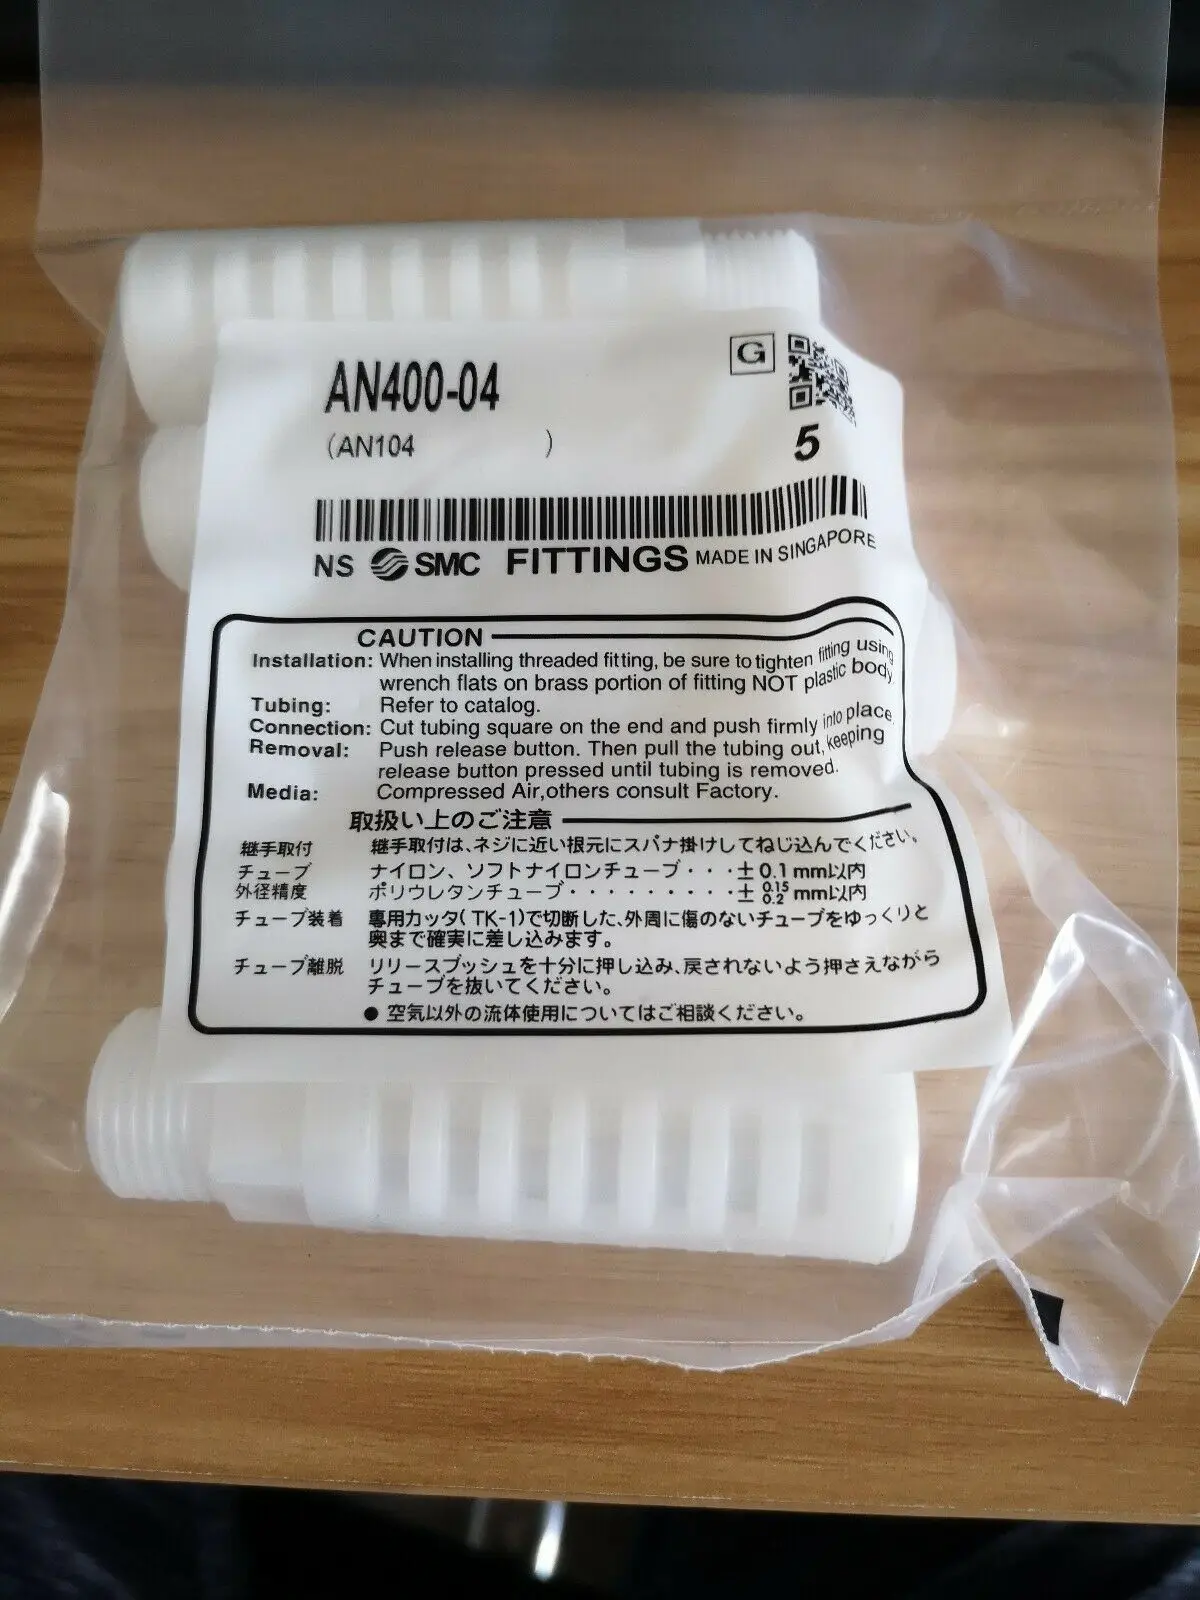 AN400-04
G
(AN104 )
5
NS SMC FITTINGS MADE IN SINGAPORE
CAUTION
Installation: When installing threaded fitting, be sure to tighten fitting using
wrench flats on brass portion of fitting NOT plastic body.
Tubing: Refer to catalog.
Connection: Cut tubing square on the end and push firmly into place.
Removal: Push release button. Then pull the tubing out, keeping
release button pressed until tubing is removed.
Media: Compressed Air,others consult Factory.
取扱い上のご注意
継手取付 継手取付は、ネジに近い根元にスパナ掛けしてねじ込んでください。
チューブ ナイロン、ソフトナイロンチューブ・・・± 0.1 mm以内
外径精度 ポリウレタンチューブ・・・・・・・・・・± 0.15 0.2 mm以内
チューブ装着 専用カッタ(TK-1)で切断した、外周に傷のないチューブをゆっくりと
奥まで確実に差し込みます。
チューブ離脱 リリースブッシュを十分に押し込み、戻されないよう押さえながら
チューブを抜いてください。
● 空気以外の流体使用についてはご相談ください。